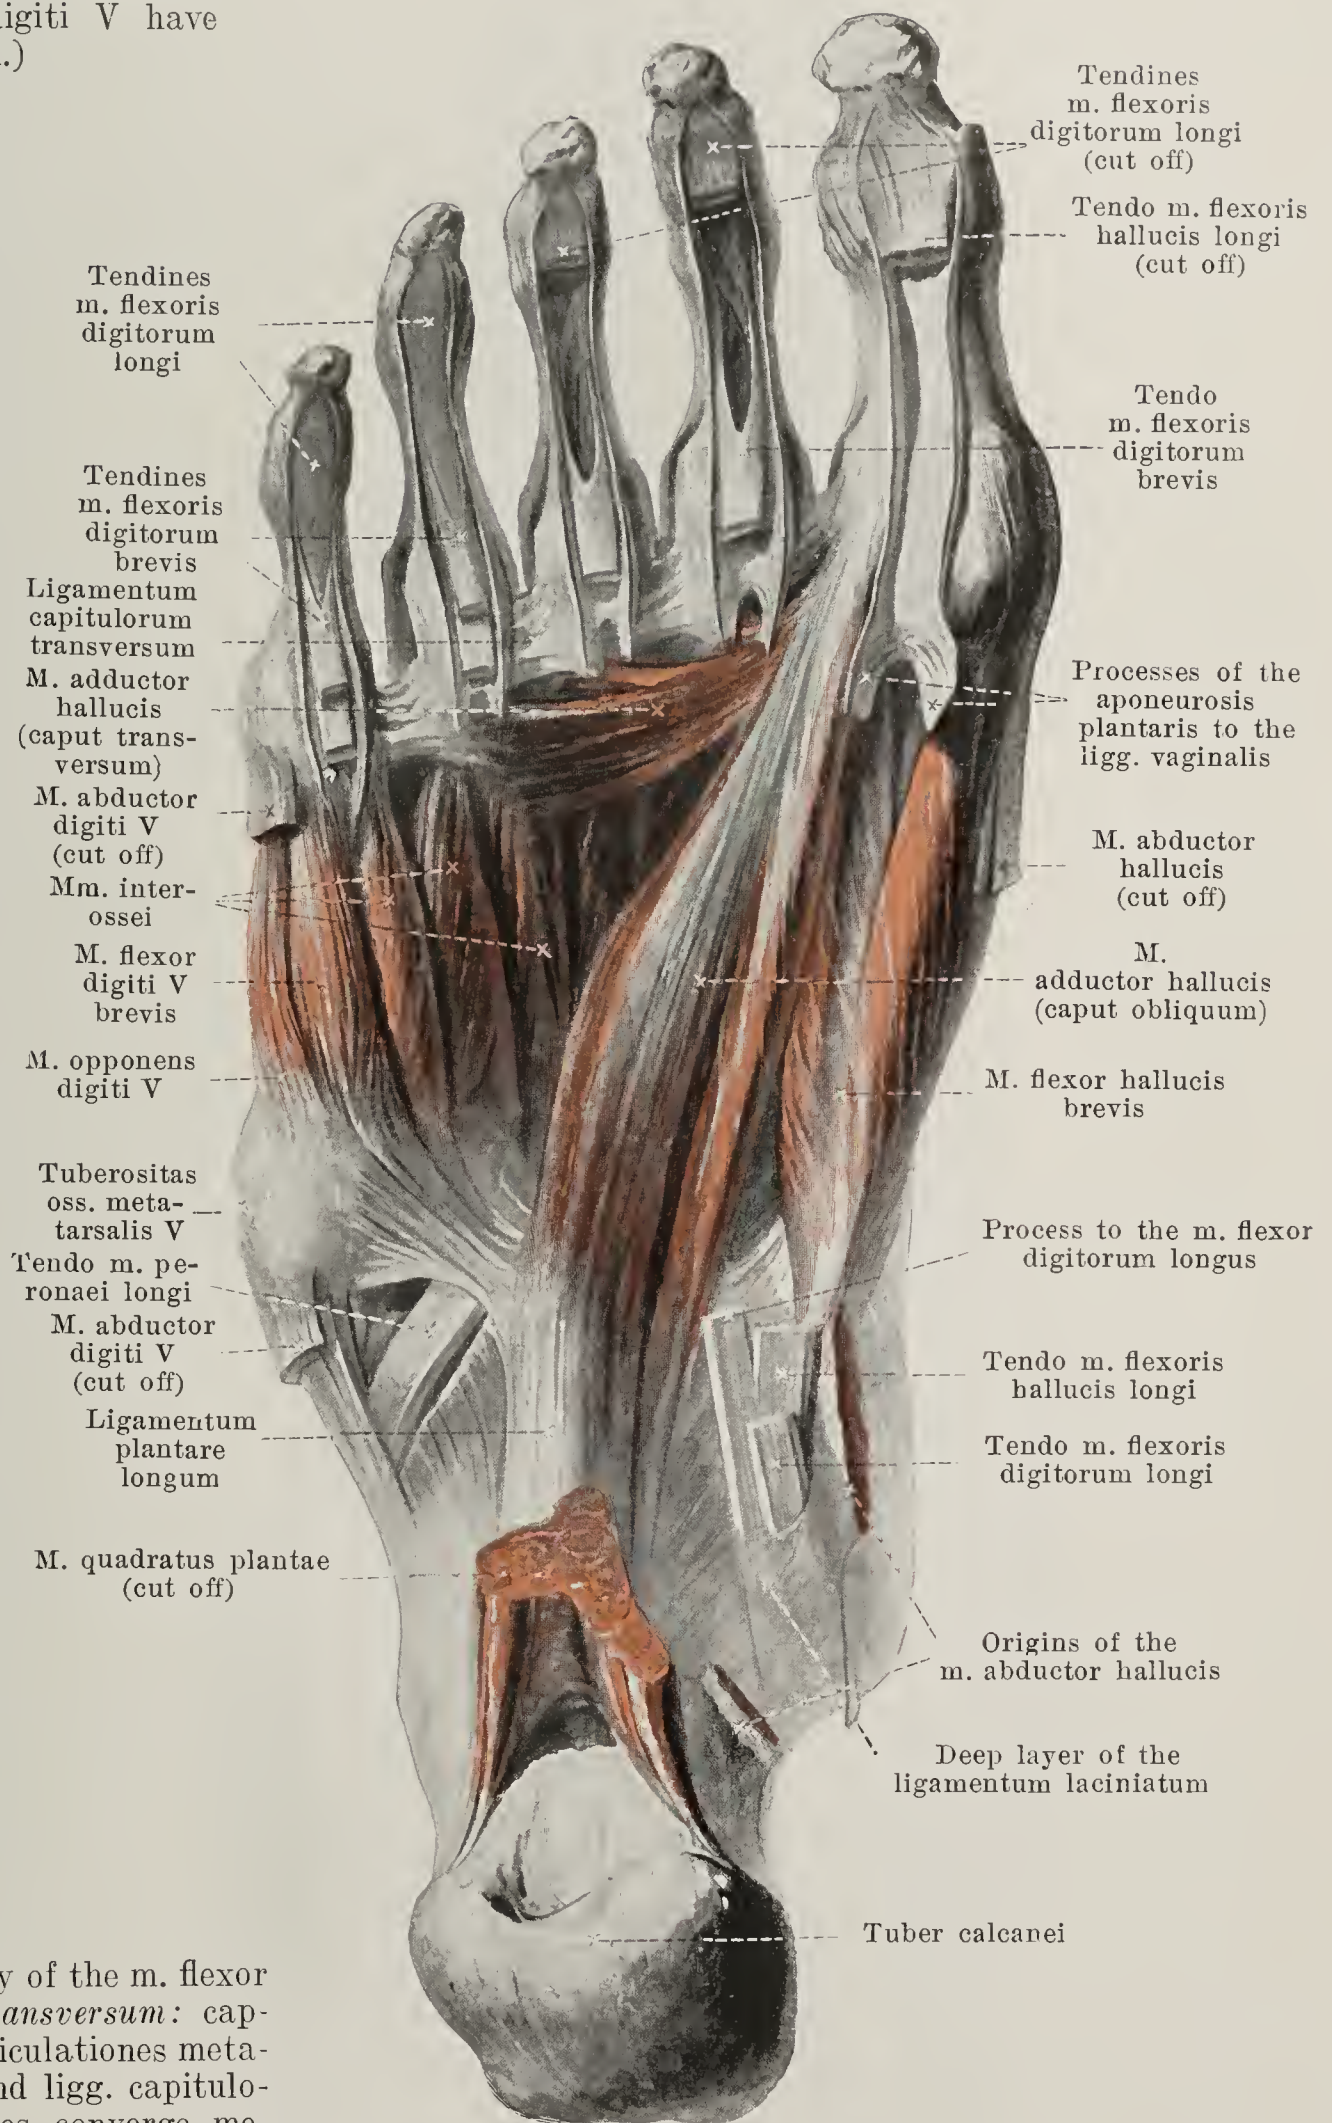 digiti V have
.)
Tendines
m. flexoris
digitorum longi
(cut off)
Tendo m. flexoris
hallucis longi
(cut off)
Tendo
m. flexoris
digitorum
brevis
Processes of the
aponeurosis
plantaris to the
ligg. vaginalis
M. abductor
hallucis
(cut off)
M.
adductor hallucis
(caput obliquum)
M. flexor hallucis
brevis
Process to the m. flexor
digitorum longus
Tendo m. flexoris
hallucis longi
Tendo m. flexoris
digitorum longi
Origins of the
m. abductor hallucis
Deep layer of the
ligamentum laciniatum
Tuber calcanei
Tendines
m. flexoris
digitorum
longi
Tendines
m. flexoris
digitorum
brevis
Ligamentum
capitulorum
transversum
M. adductor
hallucis
(caput trans-
versum)
M. abductor
digiti V
(cut off)
Mm. inter-
ossei
M. flexor
digiti V
brevis
M. opponens
digiti V
Tuberositas
oss. meta-
tarsalis V
Tendo m. pe-
ronaei longi
M. abductor
digiti V
(cut off)
Ligamentum
plantare
longum
M. quadratus plantae
(cut off)
y of the m. flexor
ansversum: cap-
iculationes meta-
nd ligg. capitulo-
converge me-